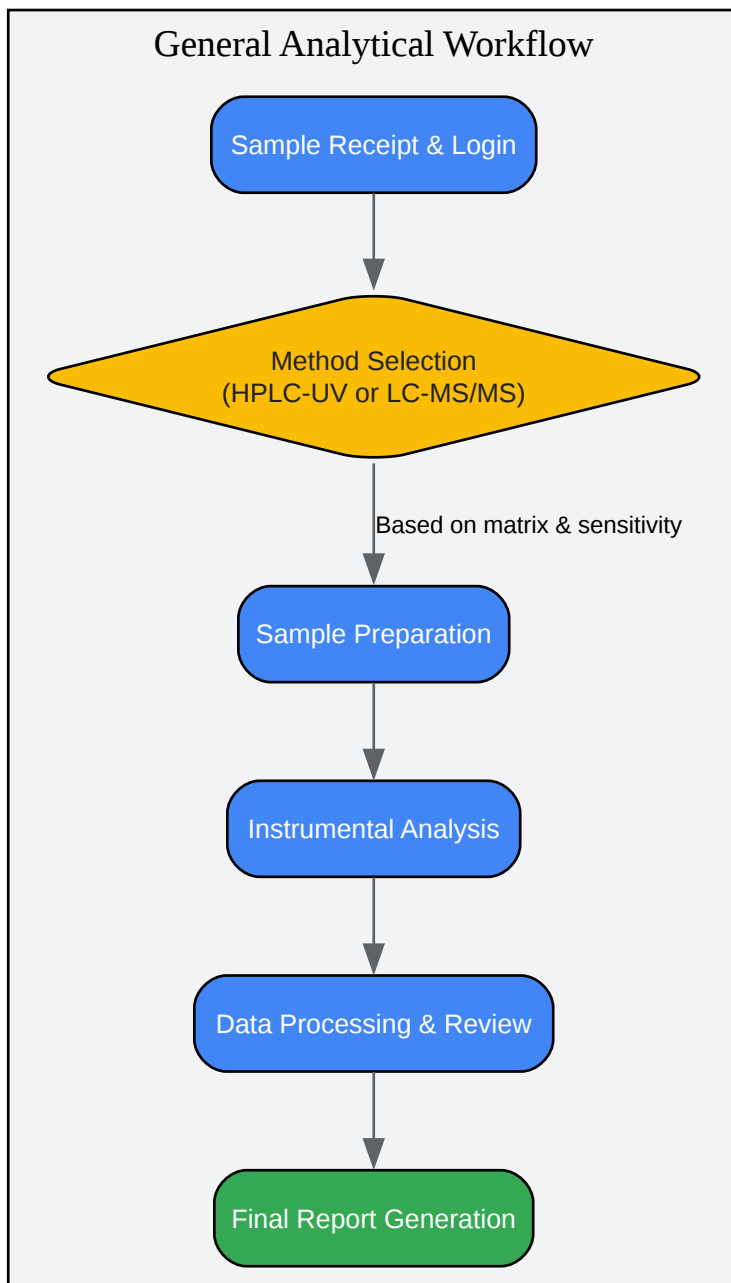 General Analytical Workflow
Sample Receipt & Login
Method Selection
(HPLC-UV or LC-MS/MS)
Based on matrix & sensitivity
Sample Preparation
Instrumental Analysis
Data Processing & Review
Final Report Generation